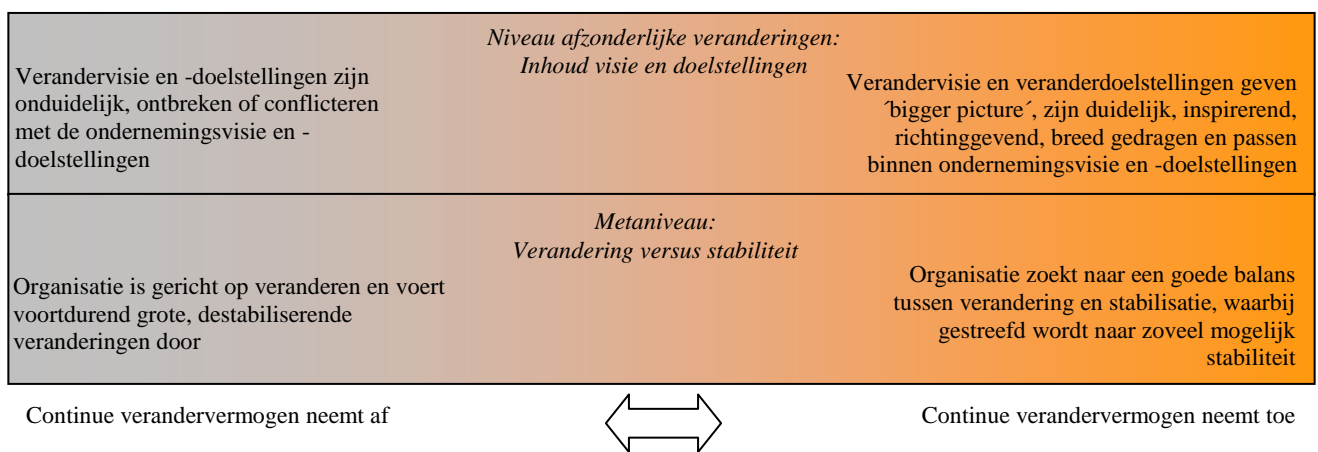 Niveau afzonderlijke veranderingen:
Inhoud visie en doelstellingen
Verandervisie en -doelstellingen zijn
onduidelijk, ontbreken of conflicteren
met de ondernemingsvisie en -
doelstellingen
Verandervisie en veranderdoelstellingen geven
´bigger picture´, zijn duidelijk, inspirerend,
richtinggevend, breed gedragen en passen
binnen ondernemingsvisie en -doelstellingen
Metaniveau:
Verandering versus stabiliteit
Organisatie is gericht op veranderen en voert
voortdurend grote, destabiliserende
veranderingen door
Organisatie zoekt naar een goede balans
tussen verandering en stabilisatie, waarbij
gestreefd wordt naar zoveel mogelijk
stabiliteit
Continue verandervermogen neemt af
Continue verandervermogen neemt toe